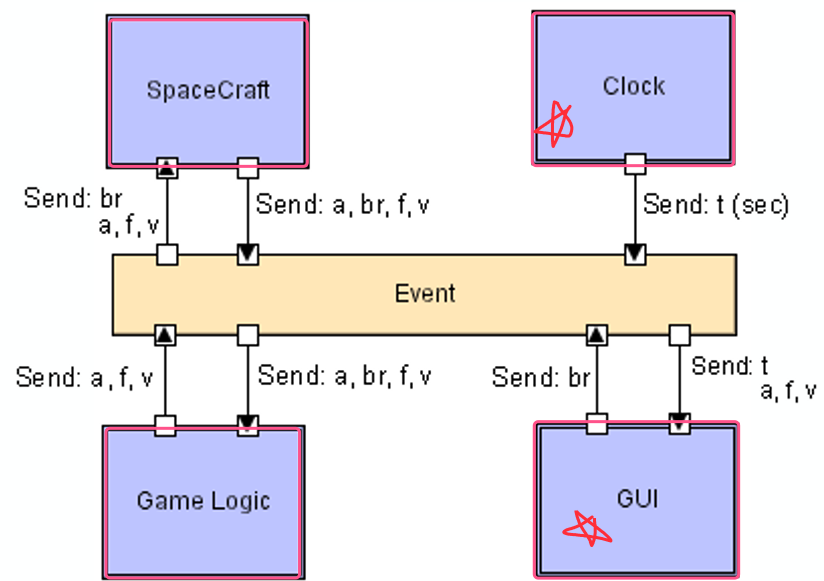 SpaceCraft
Clock
Send: br
a, f, v
Send: a, br, f, v
Send: t (sec)
Event
Send: a, f, v
Send: a, br, f, v
Send: br
Send: t
a, f, v
Game Logic
GUI